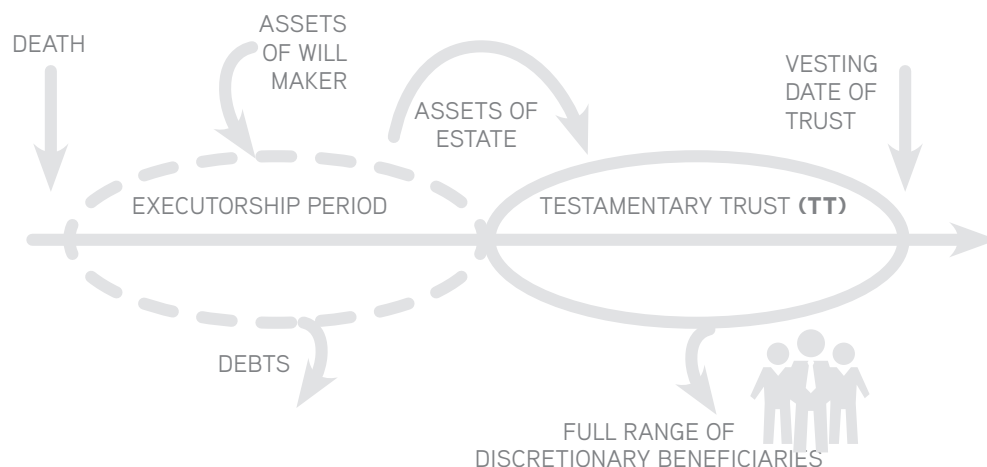 DEATH
ASSETS
OF WILL
MAKER
ASSETS OF
ESTATE
VESTING
DATE OF
TRUST
EXECUTORSHIP PERIOD
TESTAMENTARY TRUST (TT)
DEBTS
FULL RANGE OF
DISCRETIONARY BENEFICIARIES